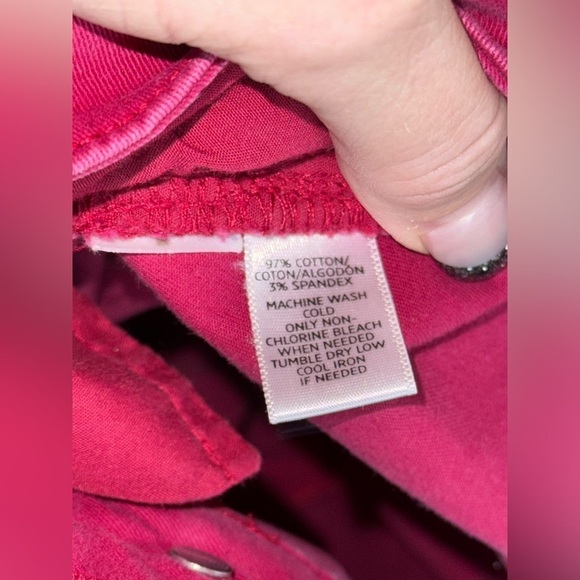 97% COTTON/
COTON/ALGODÓN
3% SPANDEX
MACHINE WASH
COLD
ONLY NON-
CHLORINE BLEACH
WHEN NEEDED
TUMBLE DRY LOW
COOL IRON
IF NEEDED